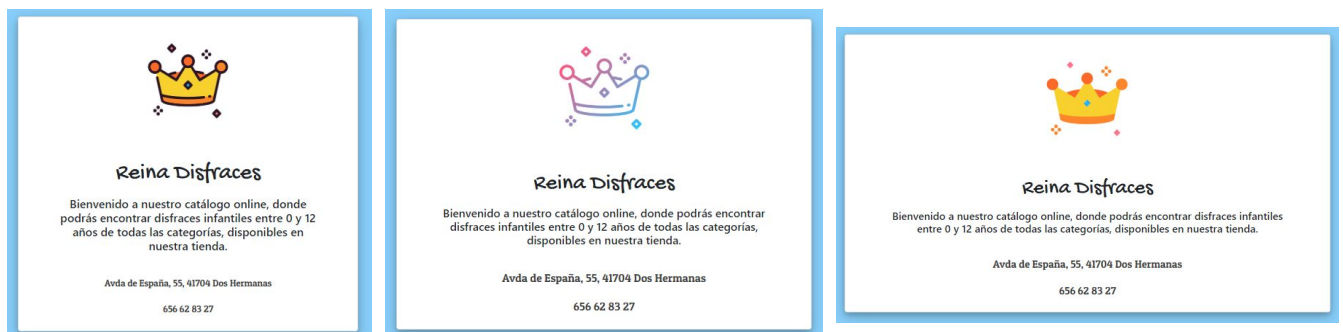 Reina Disfraces
Bienvenido a nuestro catálogo online, donde
podrás encontrar disfraces infantiles entre 0 y 12
años de todas las categorías, disponibles en
nuestra tienda.
Avda de España, 55, 41704 Dos Hermanas
656 62 83 27
Reina Disfraces
Bienvenido a nuestro catálogo online, donde podrás encontrar
disfraces infantiles entre 0 y 12 años de todas las categorías,
disponibles en nuestra tienda.
Avda de España, 55, 41704 Dos Hermanas
656 62 83 27
Reina Disfraces
Bienvenido a nuestro catálogo online, donde podrás encontrar disfraces infantiles
entre 0 y 12 años de todas las categorías, disponibles en nuestra tienda.
Avda de España, 55, 41704 Dos Hermanas
656 62 83 27